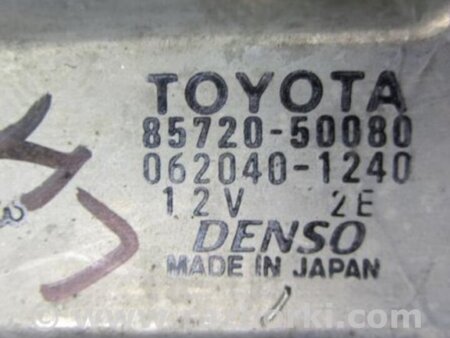 TOYOTA
85720-50080
062040-1240
12V 2E
DENSO
MADE IN JAPAN